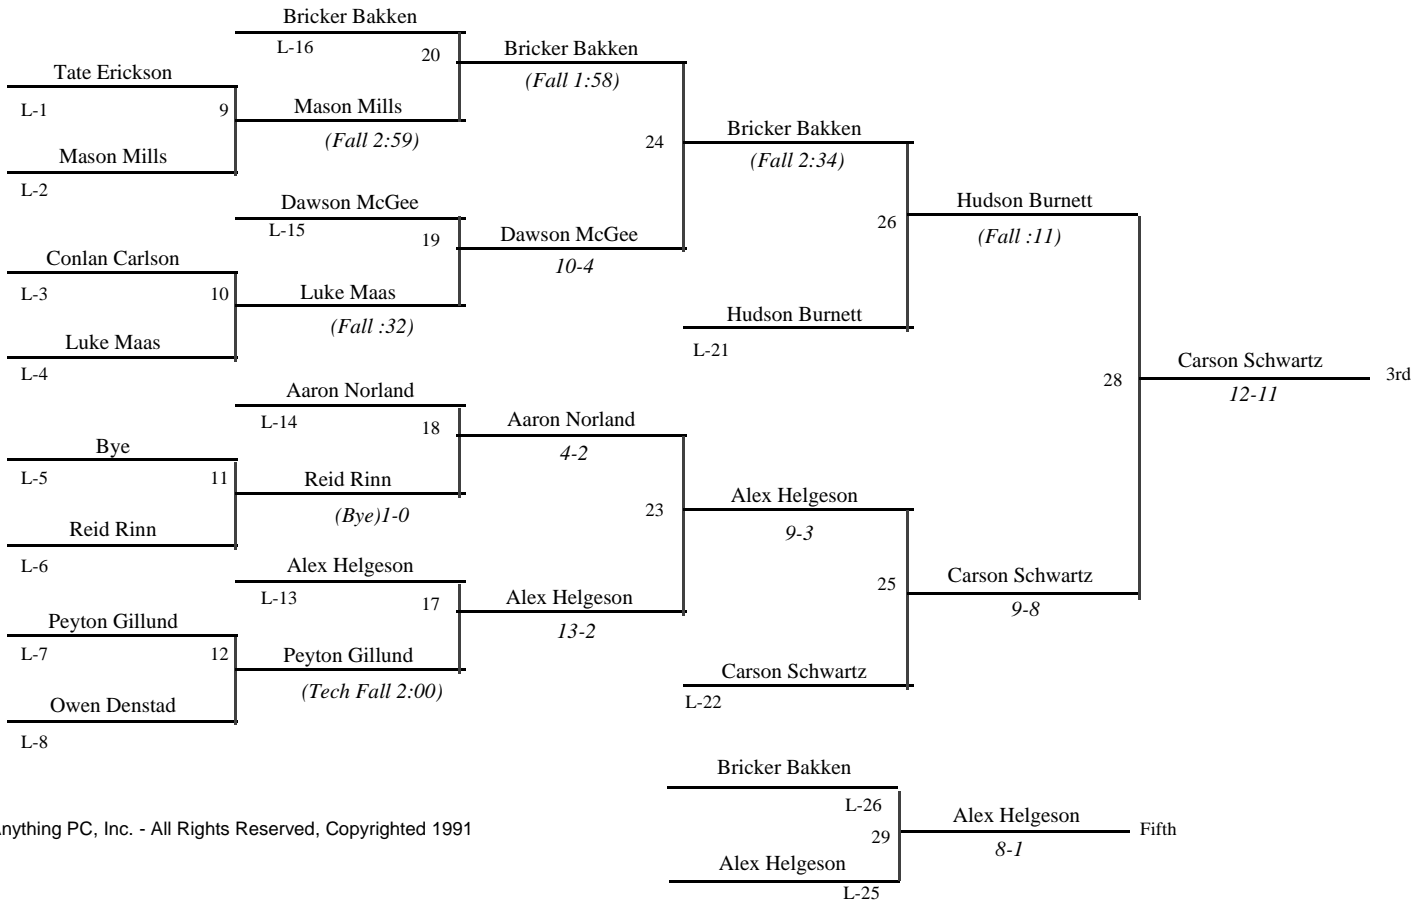 Bricker Bakken
L-16
20
Bricker Bakken
(Fall 1:58)
Tate Erickson
L-1
9
Mason Mills
(Fall 2:59)
Mason Mills
L-2
24
Bricker Bakken
(Fall 2:34)
Dawson McGee
L-15
19
Dawson McGee
10-4
26
Hudson Burnett
(Fall :11)
Conlan Carlson
L-3
10
Luke Maas
(Fall :32)
Luke Maas
L-4
Hudson Burnett
L-21
28
Carson Schwartz
12-11
3rd
Aaron Norland
L-14
18
Aaron Norland
4-2
Bye
L-5
11
Reid Rinn
(Bye)1-0
Reid Rinn
L-6
23
Alex Helgeson
9-3
Alex Helgeson
L-13
17
Alex Helgeson
13-2
25
Carson Schwartz
9-8
Peyton Gillund
L-7
12
Peyton Gillund
(Tech Fall 2:00)
Owen Denstad
L-8
Carson Schwartz
L-22
Bricker Bakken
L-26
29
Alex Helgeson
8-1
Fifth
Alex Helgeson
L-25
nything PC, Inc. - All Rights Reserved, Copyrighted 1991